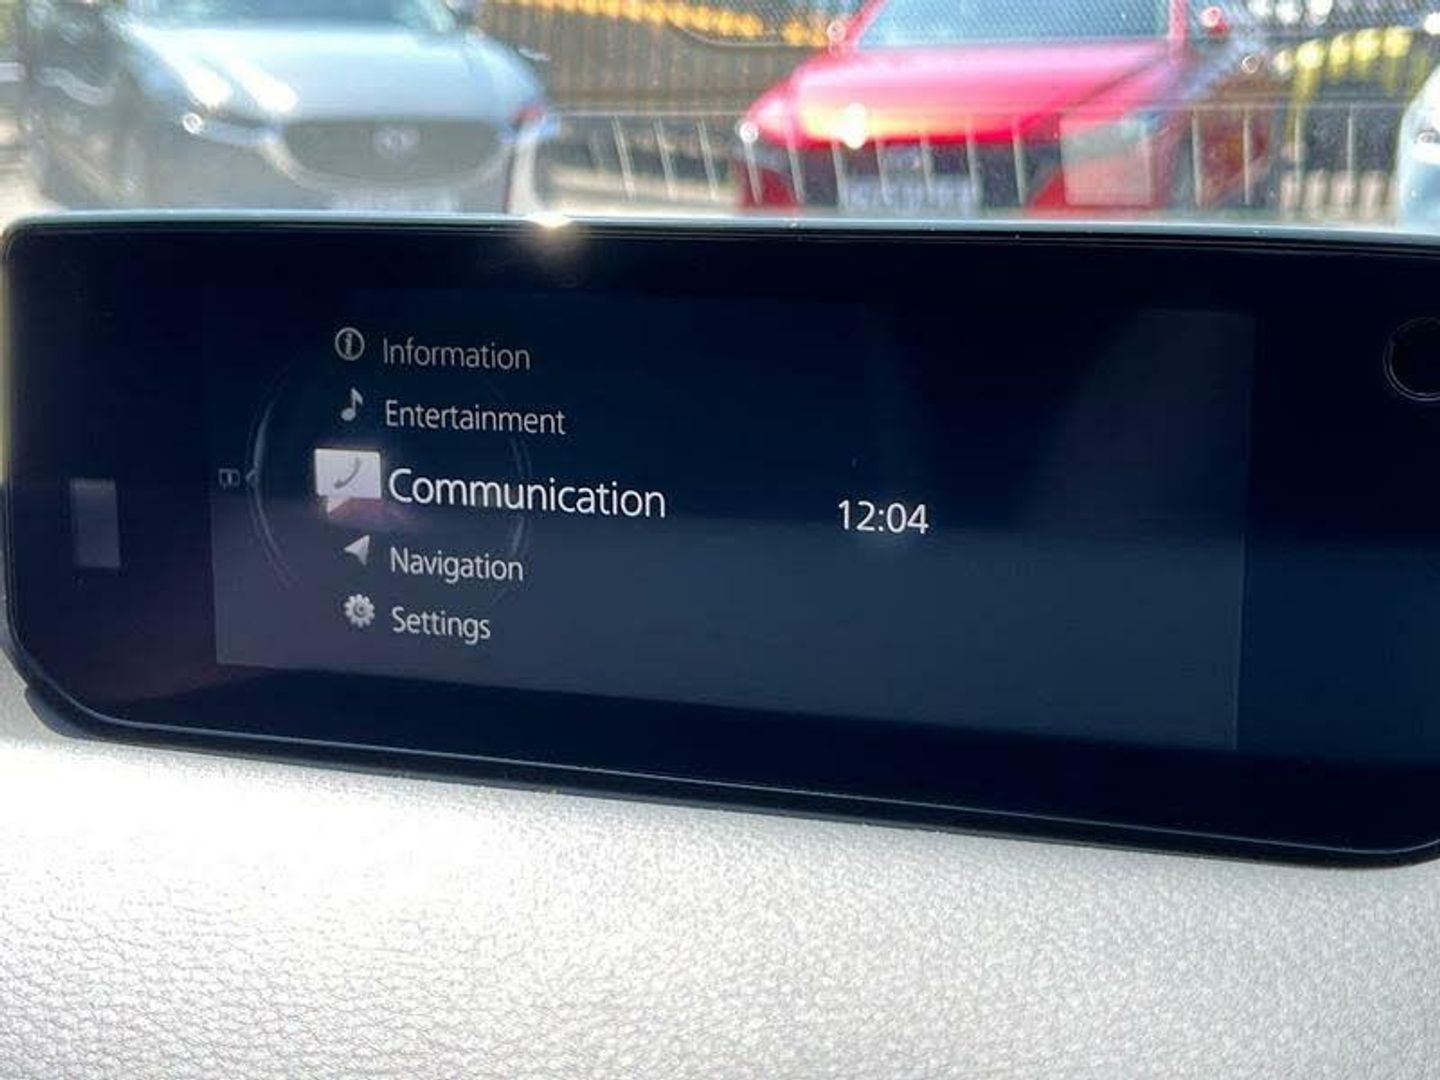 Information
Entertainment
Communication
12:04
Navigation
Settings